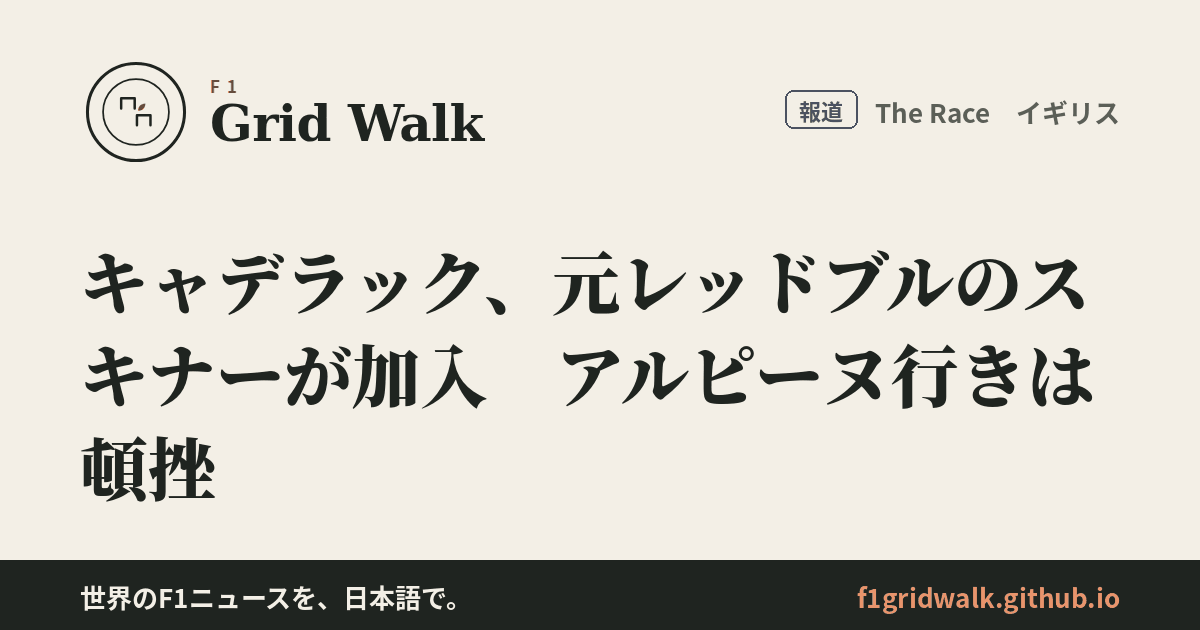 F1
Grid Walk
報道 The Race　イギリス
キャデラック、元レッドブルのス
キナーが加入　アルピーヌ行きは
頓挫
世界のF1ニュースを、日本語で。
f1gridwalk.github.io